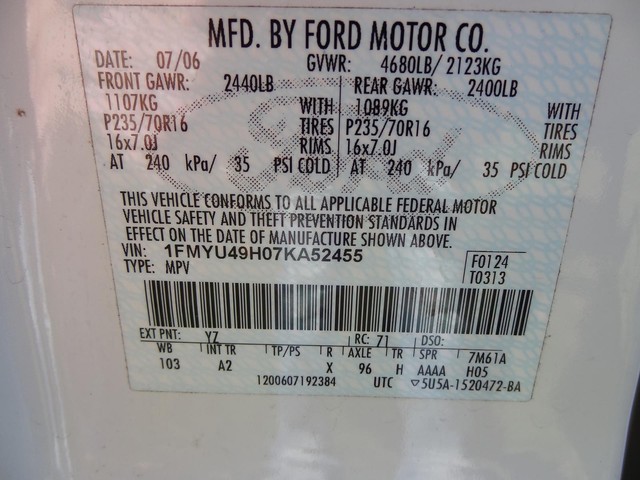 MFD. BY FORD MOTOR CO.
DATE: 07/06 GVWR: 4680LB/ 2123KG
FRONT GAWR: 2440LB REAR GAWR: 2400LB
1107KG WITH 1089KG WITH
P235/70R16 TIRES P235/70R16 TIRES
16x7.0J RIMS 16x7.0J RIMS
AT 240 kPa/ 35 PSI COLD AT 240 kPa/ 35 PSI COLD
THIS VEHICLE CONFORMS TO ALL APPLICABLE FEDERAL MOTOR
VEHICLE SAFETY AND THEFT PREVENTION STANDARDS IN
EFFECT ON THE DATE OF MANUFACTURE SHOWN ABOVE.
VIN: 1FMYU49H07KA52455 F0124
TYPE: MPV T0313
EXT PNT: YZ RC: 71 DSO:
WB INT TR TP/PS R AXLE TR SPR 7M61A
103 A2 X 96 H AAAA H05
1200607192384 UTC ▽5U5A-1520472-BA
Ford